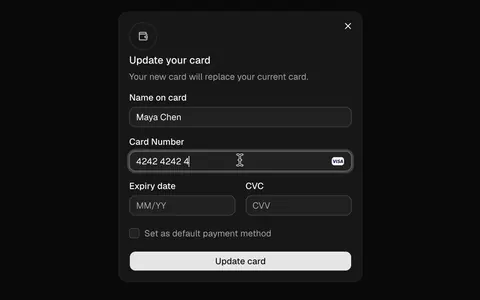 Update your card
Your new card will replace your current card.
Name on card
Maya Chen
Card Number
4242 4242 4
VISA
Expiry date
CVC
MM/YY
CVV
Set as default payment method
Update card